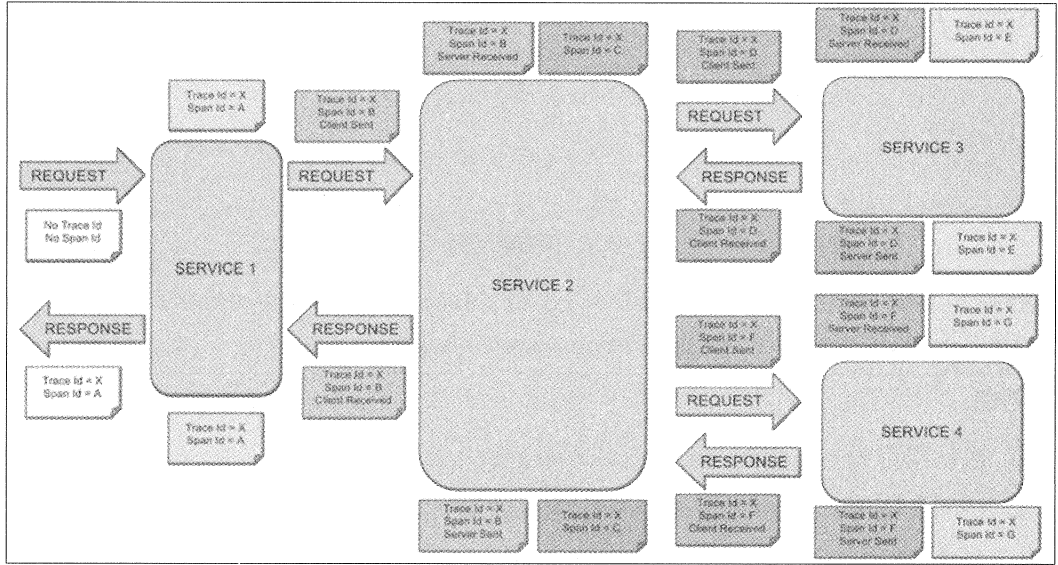 Trace Id = X
Span Id = B
Server Received
Trace Id = X
Span Id = C
Trace Id = X
Span Id = D
Client Sent
Trace Id = X
Span Id = D
Server Received
Trace Id = X
Span Id = E
Trace Id = X
Span Id = A
Trace Id = X
Span Id = B
Client Sent
REQUEST
REQUEST
REQUEST
SERVICE 3
RESPONSE
No Trace Id
No Span Id
Trace Id = X
Span Id = D
Client Received
Trace Id = X
Span Id = D
Server Sent
Trace Id = X
Span Id = E
SERVICE 1
SERVICE 2
Trace Id = X
Span Id = F
Server Received
Trace Id = X
Span Id = G
RESPONSE
RESPONSE
Trace Id = X
Span Id = F
Client Sent
Trace Id = X
Span Id = A
Trace Id = X
Span Id = B
Client Received
REQUEST
SERVICE 4
Trace Id = X
Span Id = A
RESPONSE
Trace Id = X
Span Id = B
Server Sent
Trace Id = X
Span Id = C
Trace Id = X
Span Id = F
Client Received
Trace Id = X
Span Id = F
Server Sent
Trace Id = X
Span Id = G